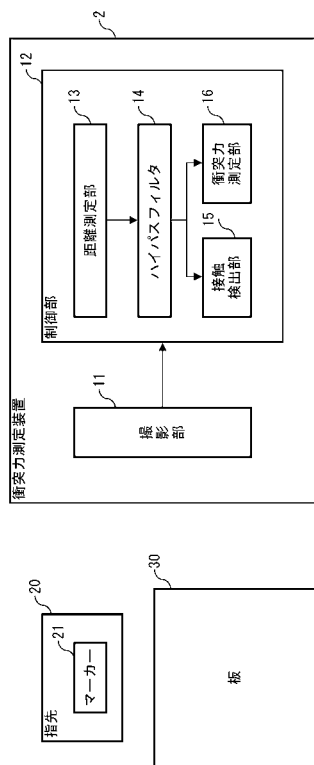 衝突力測定装置
2
制御部
12
距離測定部
13
ハイパスフィルタ
14
接触
検出部
15
衝突力
測定部
16
撮影部
11
指先
20
マーカー
21
板
30